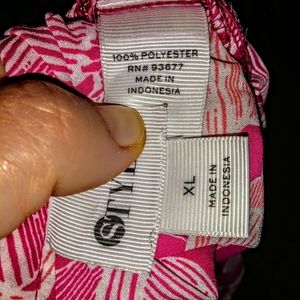 100% POLYESTER
RN# 93677
MADE IN
INDONESIA
XL
MADE IN
INDONESIA